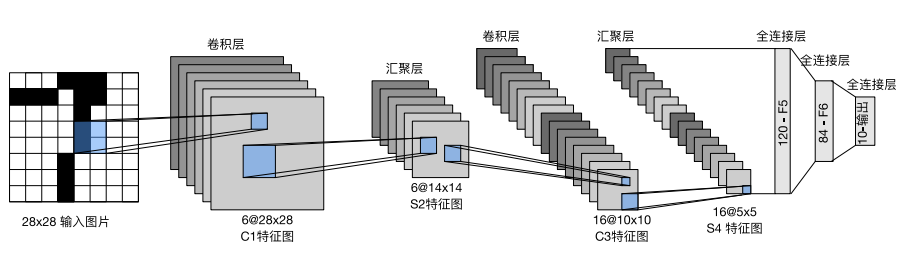 卷积层
汇聚层
卷积层
汇聚层
全连接层
全连接层
全连接层
120 - F5
84 - F6
10-输出
28x28 输入图片
6@28x28
C1特征图
6@14x14
S2特征图
16@10x10
C3特征图
16@5x5
S4 特征图